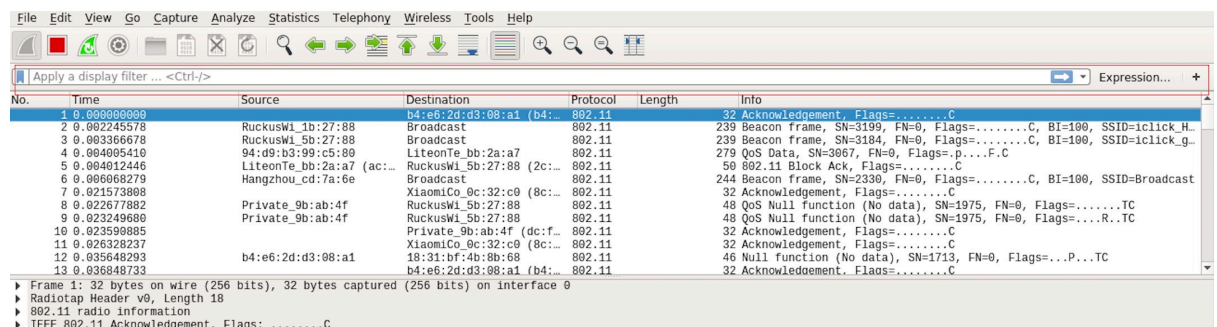 File Edit View Go Capture Analyze Statistics Telephony Wireless Tools Help
Apply a display filter ... <Ctrl-/> Expression... +
No. Time Source Destination Protocol Length Info
1 0.000000000 b4:e6:2d:d3:08:a1 (b4:… 802.11 32 Acknowledgement, Flags=........C
2 0.002245578 RuckusWi_1b:27:88 Broadcast 802.11 239 Beacon frame, SN=3199, FN=0, Flags=........C, BI=100, SSID=iclick_H…
3 0.003366678 RuckusWi_5b:27:88 Broadcast 802.11 239 Beacon frame, SN=3184, FN=0, Flags=........C, BI=100, SSID=iclick_g…
4 0.004005410 94:d9:b3:99:c5:80 LiteonTe_bb:2a:a7 802.11 279 QoS Data, SN=3067, FN=0, Flags=.p....F.C
5 0.004012446 LiteonTe_bb:2a:a7 (ac:… RuckusWi_5b:27:88 (2c:… 802.11 50 802.11 Block Ack, Flags=........C
6 0.006068279 Hangzhou_cd:7a:6e Broadcast 802.11 244 Beacon frame, SN=2330, FN=0, Flags=........C, BI=100, SSID=Broadcast
7 0.021573808 XiaomiCo_0c:32:c0 (8c:… 802.11 32 Acknowledgement, Flags=........C
8 0.022677882 Private_9b:ab:4f RuckusWi_5b:27:88 802.11 48 QoS Null function (No data), SN=1975, FN=0, Flags=.......TC
9 0.023249680 Private_9b:ab:4f RuckusWi_5b:27:88 802.11 48 QoS Null function (No data), SN=1975, FN=0, Flags=....R..TC
10 0.023590885 Private_9b:ab:4f (dc:f… 802.11 32 Acknowledgement, Flags=........C
11 0.026328237 XiaomiCo_0c:32:c0 (8c:… 802.11 32 Acknowledgement, Flags=........C
12 0.035648293 b4:e6:2d:d3:08:a1 18:31:bf:4b:8b:68 802.11 46 Null function (No data), SN=1713, FN=0, Flags=...P...TC
13 0.036848733 b4:e6:2d:d3:08:a1 (b4:… 802.11 32 Acknowledgement, Flags=........C
Frame 1: 32 bytes on wire (256 bits), 32 bytes captured (256 bits) on interface 0
Radiotap Header v0, Length 18
802.11 radio information
IEEE 802.11 Acknowledgement, Flags: ........C